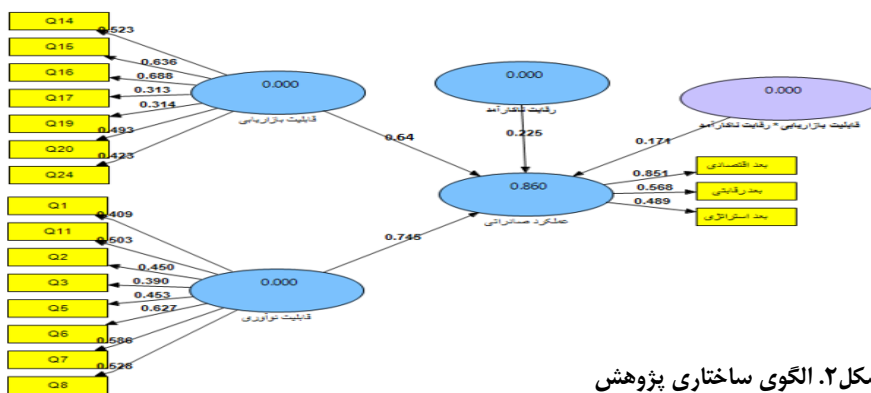 Q14
0.523
Q15
0.636
Q16
0.688
Q17
0.313
Q19
0.314
Q20
0.493
Q24
0.423
0.000
قابلیت بازاریابی
0.64
0.000
رقابت ناکارآمد
0.225
0.000
قابلیت بازاریابی * رقابت ناکارآمد
0.171
0.860
عملکرد صادراتی
0.851
بعد اقتصادی
0.568
بعد رقابتی
0.489
بعد استراتژی
Q1
0.409
Q11
0.503
Q2
0.450
Q3
0.390
Q5
0.453
Q6
0.627
Q7
0.586
Q8
0.528
0.000
قابلیت نوآوری
0.745
شکل۲. الگوی ساختاری پژوهش